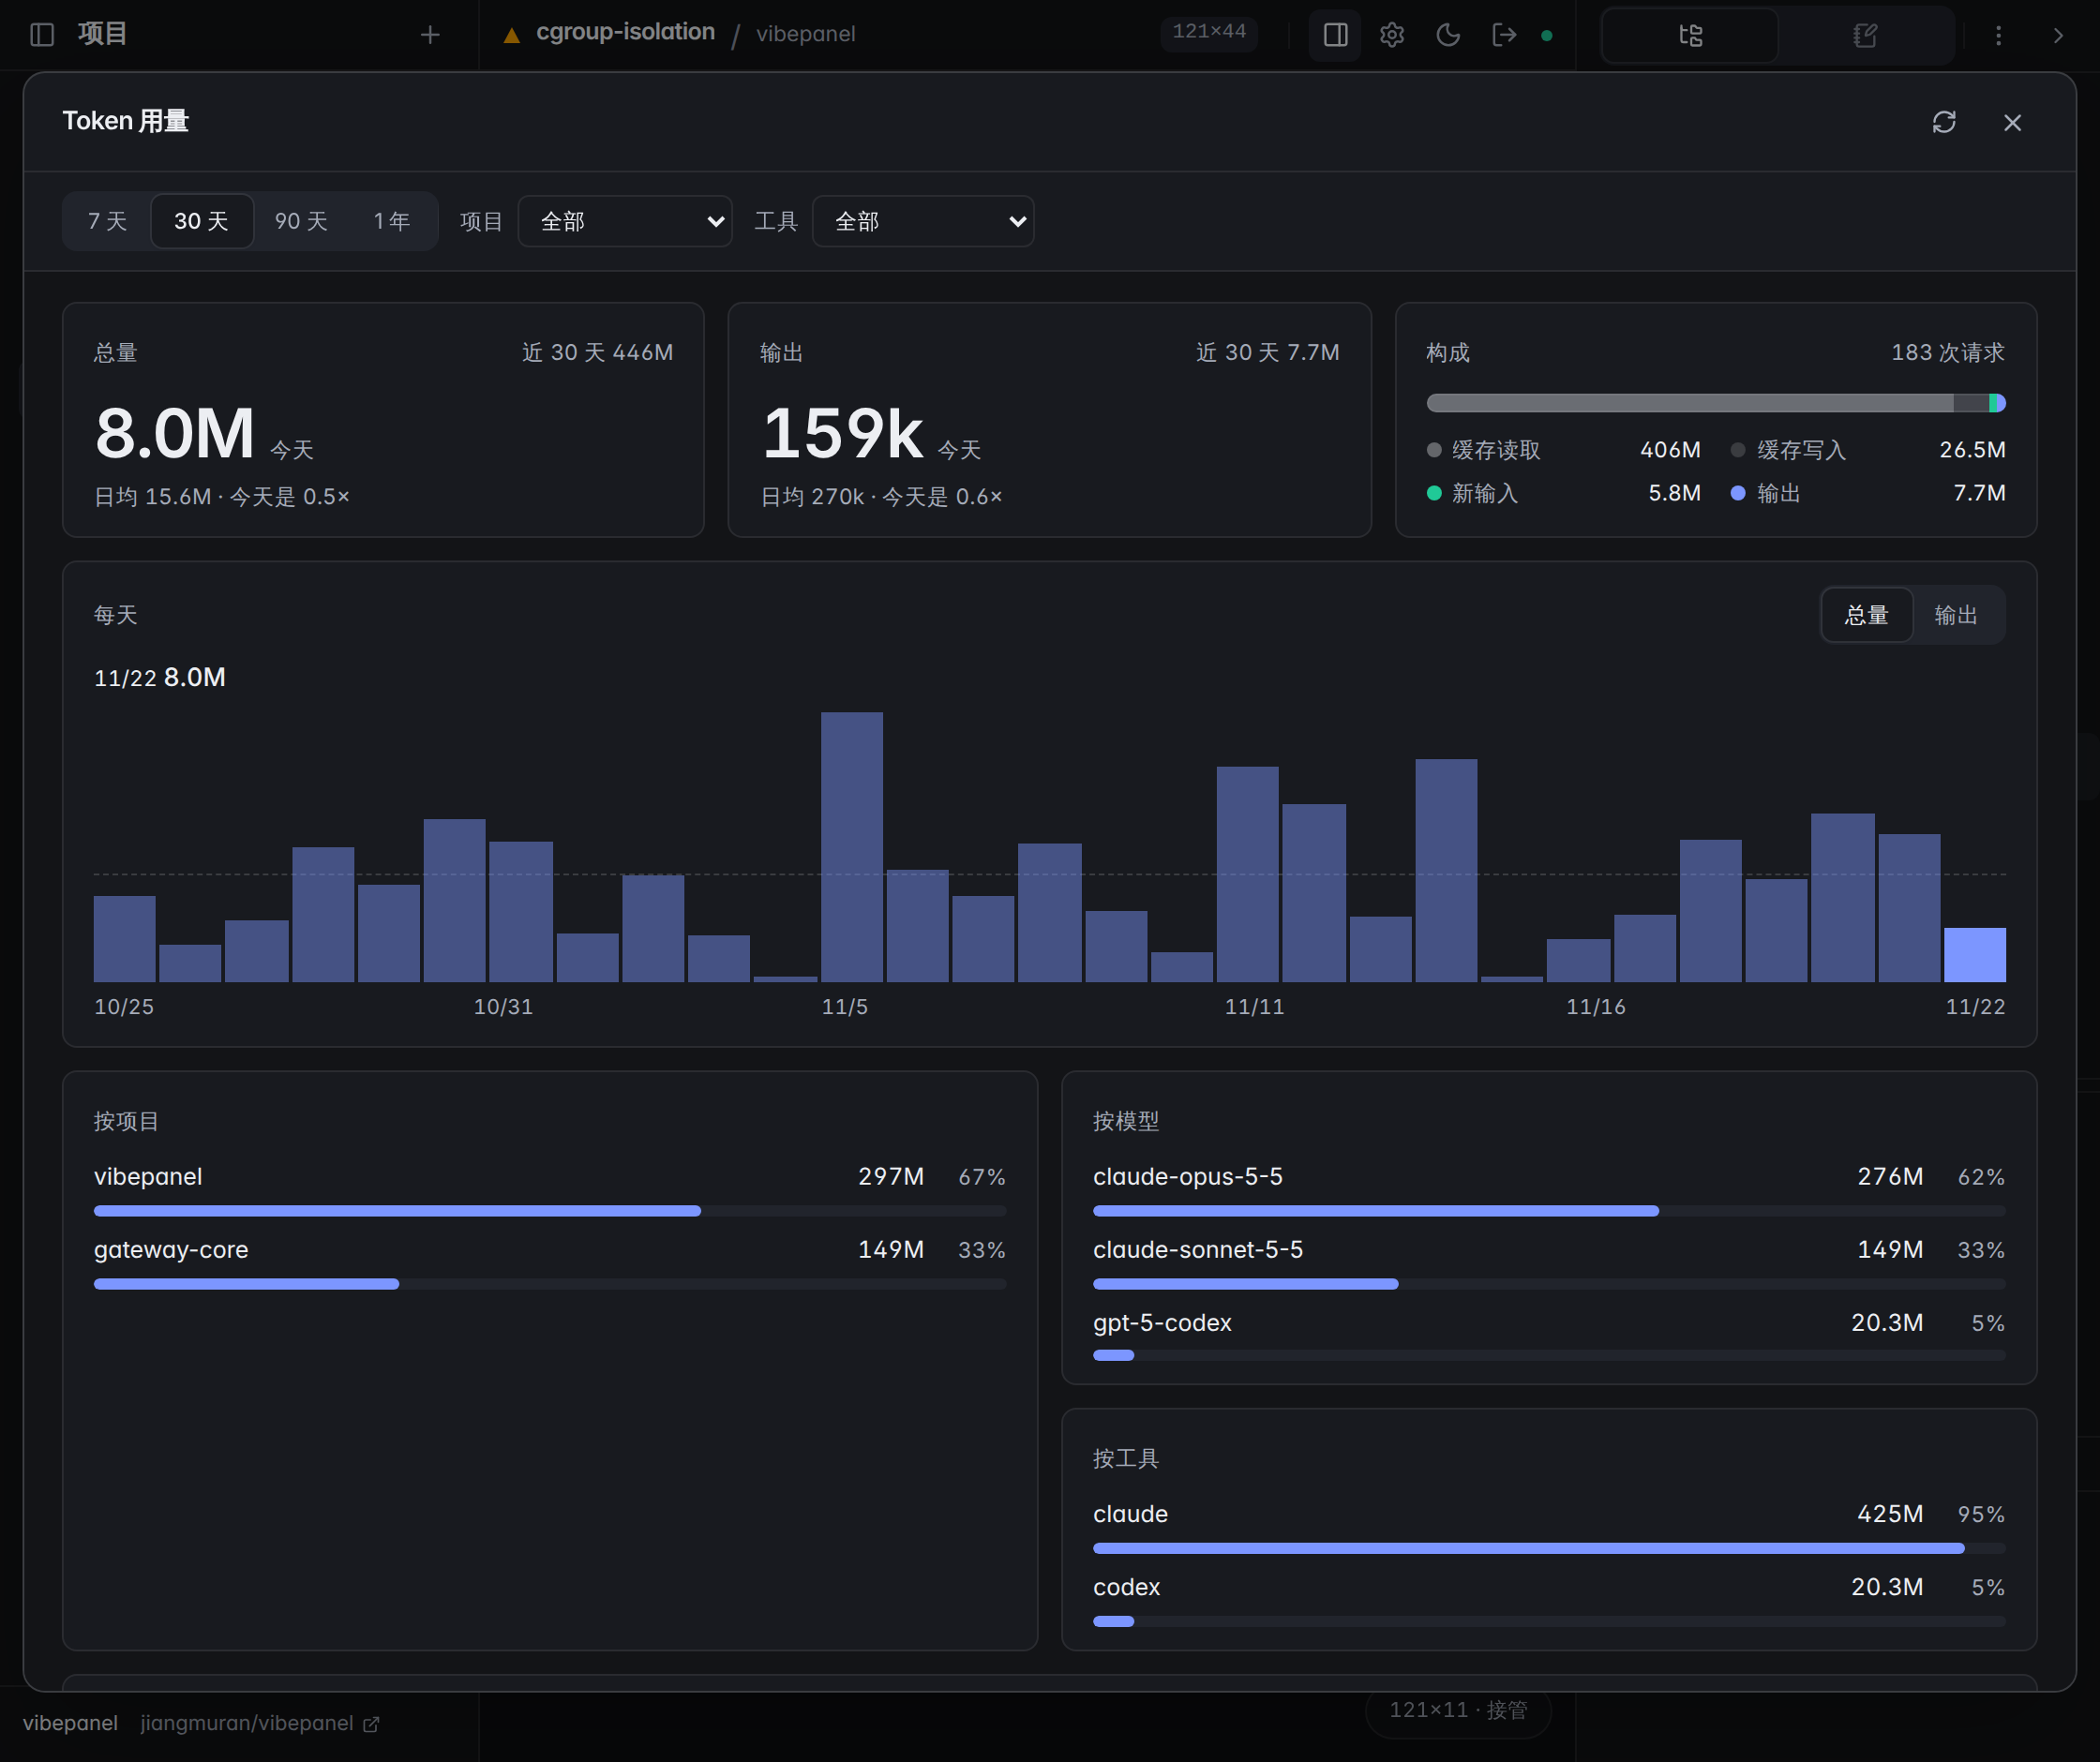 项目
cgroup-isolation / vibepanel
121×44
Token 用量
7 天 30 天 90 天 1 年 项目 全部 工具 全部
总量 近 30 天 446M
8.0M 今天
日均 15.6M · 今天是 0.5×
输出 近 30 天 7.7M
159k 今天
日均 270k · 今天是 0.6×
构成 183 次请求
缓存读取 406M 缓存写入 26.5M
新输入 5.8M 输出 7.7M
每天 总量 输出
11/22 8.0M
10/25 10/31 11/5 11/11 11/16 11/22
按项目
vibepanel 297M 67%
gateway-core 149M 33%
按模型
claude-opus-5-5 276M 62%
claude-sonnet-5-5 149M 33%
gpt-5-codex 20.3M 5%
按工具
claude 425M 95%
codex 20.3M 5%
vibepanel jiangmuran/vibepanel
121×11 · 接管